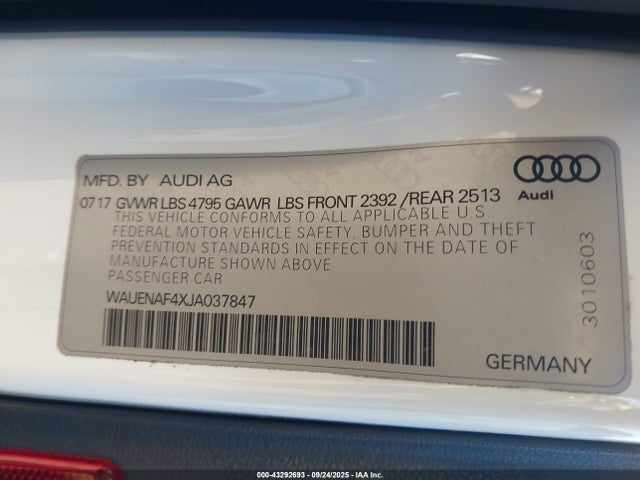 MFD. BY AUDI AG
Audi
0717 GVWR LBS 4795 GAWR LBS FRONT 2392 /REAR 2513
THIS VEHICLE CONFORMS TO ALL APPLICABLE U.S.
FEDERAL MOTOR VEHICLE SAFETY, BUMPER AND THEFT
PREVENTION STANDARDS IN EFFECT ON THE DATE OF
MANUFACTURE SHOWN ABOVE
PASSENGER CAR
WAUENAF4XJA037847
3010603
GERMANY
000-43292693 - 09/24/2025 - IAA Inc.